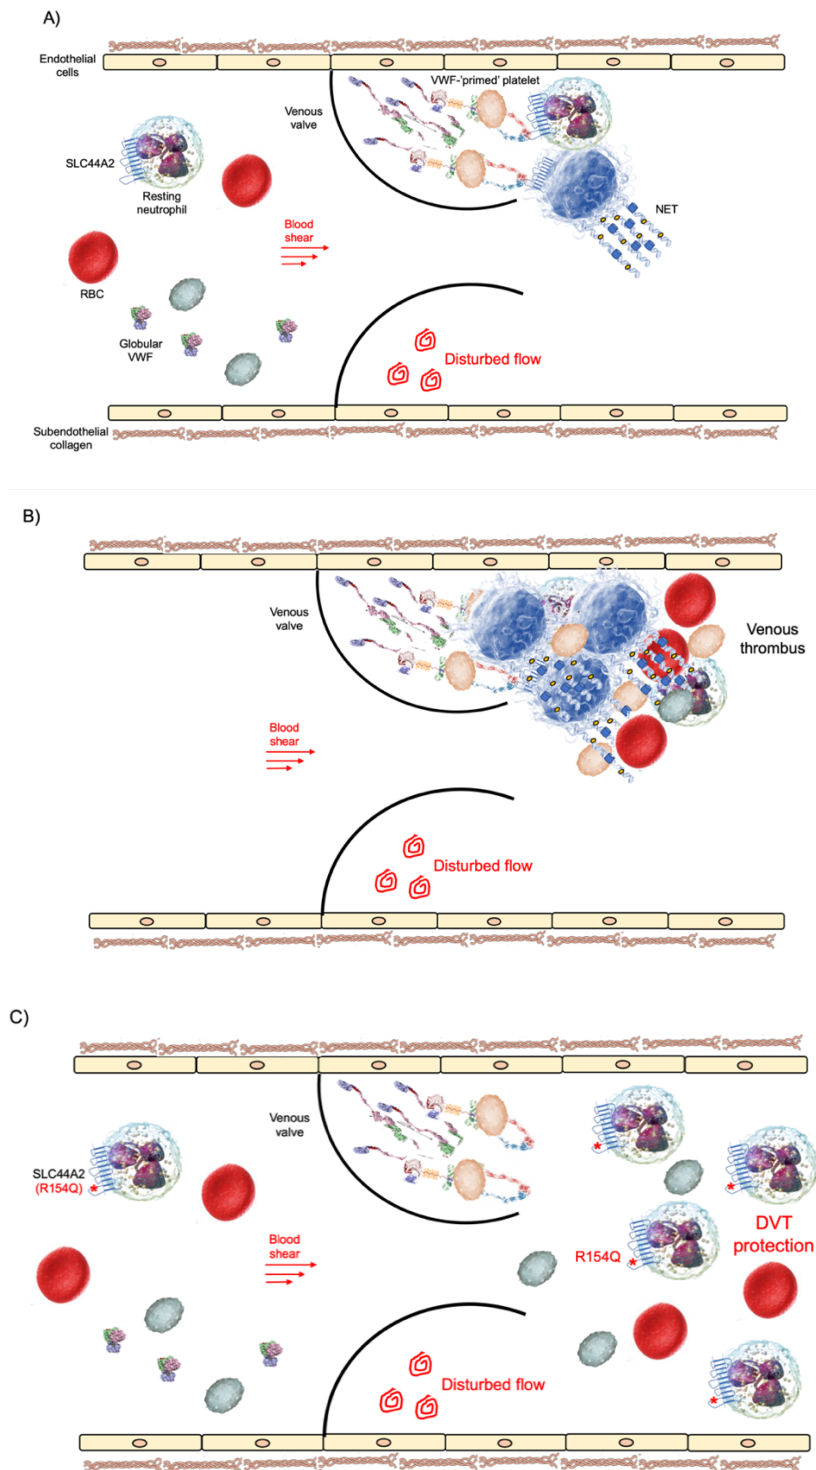 A)
Endothelial
cells
VWF-'primed' platelet
Venous
valve
SLC44A2
Resting
neutrophil
NET
Blood
shear
RBC
Globular
VWF
Disturbed flow
Subendothelial
collagen
B)
Venous
valve
Venous
thrombus
Blood
shear
Disturbed flow
C)
Venous
valve
SLC44A2
(R154Q)
*
*
*
Blood
shear
R154Q
*
DVT
protection
Disturbed flow
*